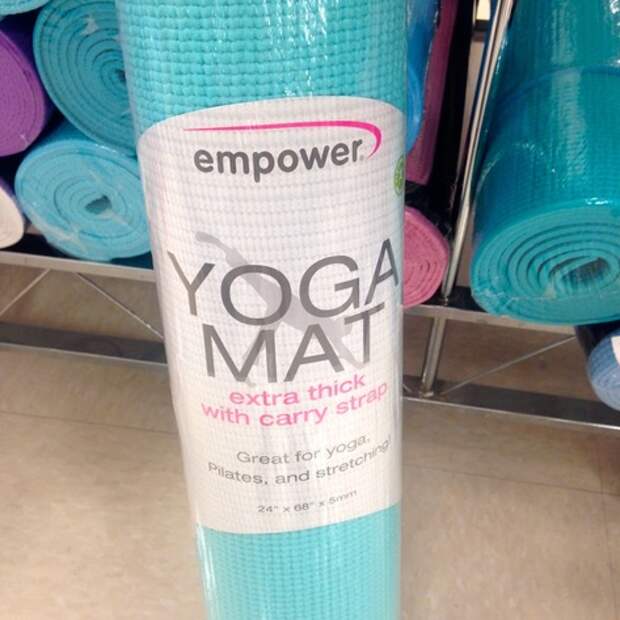 empower
YOGA
MAT
extra thick
with carry strap
Great for yoga,
Pilates, and stretching
24" x 68" x 5mm